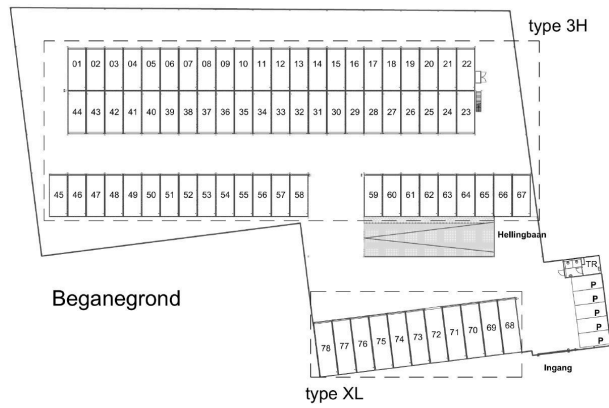 type 3H
01 02 03 04 05 06 07 08 09 10 11 12 13 14 15 16 17 18 19 20 21 22
44 43 42 41 40 39 38 37 36 35 34 33 32 31 30 29 28 27 26 25 24 23
45 46 47 48 49 50 51 52 53 54 55 56 57 58 59 60 61 62 63 64 65 66 67
Hellingbaan
TR
P
P
P
P
P
Beganegrond
78 77 76 75 74 73 72 71 70 69 68
Ingang
type XL